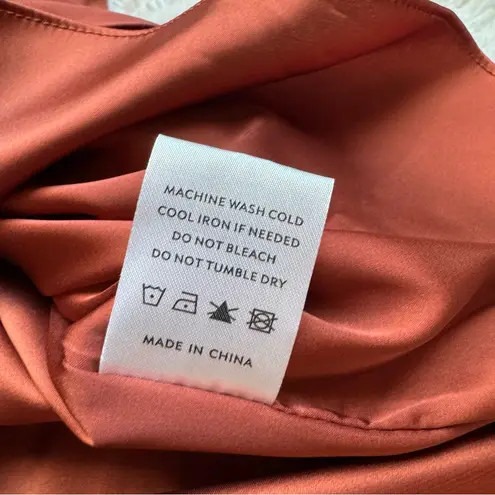 MACHINE WASH COLD
COOL IRON IF NEEDED
DO NOT BLEACH
DO NOT TUMBLE DRY
MADE IN CHINA